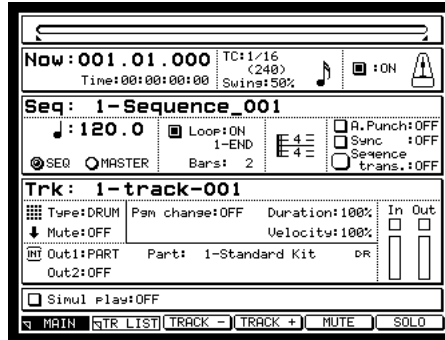 Now:001.01.000 TC:1/16
(240) :ON
Time:00:00:00:00 Swing:50%
Seq: 1-Sequence_001
♩:120.0 Loop:ON A.Punch:OFF
1-END 4 4 Sync :OFF
SEQ MASTER Bars: 2 Seqence trans.:OFF
Trk: 1-track-001
Type:DRUM Pgm change:OFF Duration:100% In Out
Mute:OFF Velocity:100%
INT Out1:PART Part: 1-Standard Kit DR
Out2:OFF
Simul play:OFF
MAIN TR LIST TRACK - TRACK + MUTE SOLO